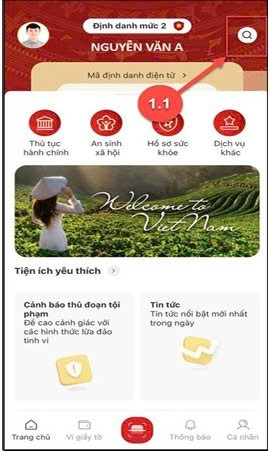 Định danh mức 2
NGUYỄN VĂN A
Mã định danh điện tử
1.1
Thủ tục
hành chính
An sinh
xã hội
Hồ sơ sức
khỏe
Dịch vụ
khác
Welcome to
Viet Nam
Tiện ích yêu thích
Cảnh báo thủ đoạn tội
phạm
Đề cao cảnh giác với
các hình thức lừa đảo
tinh vi
Tin tức
Tin tức nổi bật mới nhất
trong ngày
Trang chủ
Ví giấy tờ
Thông báo
Cá nhân